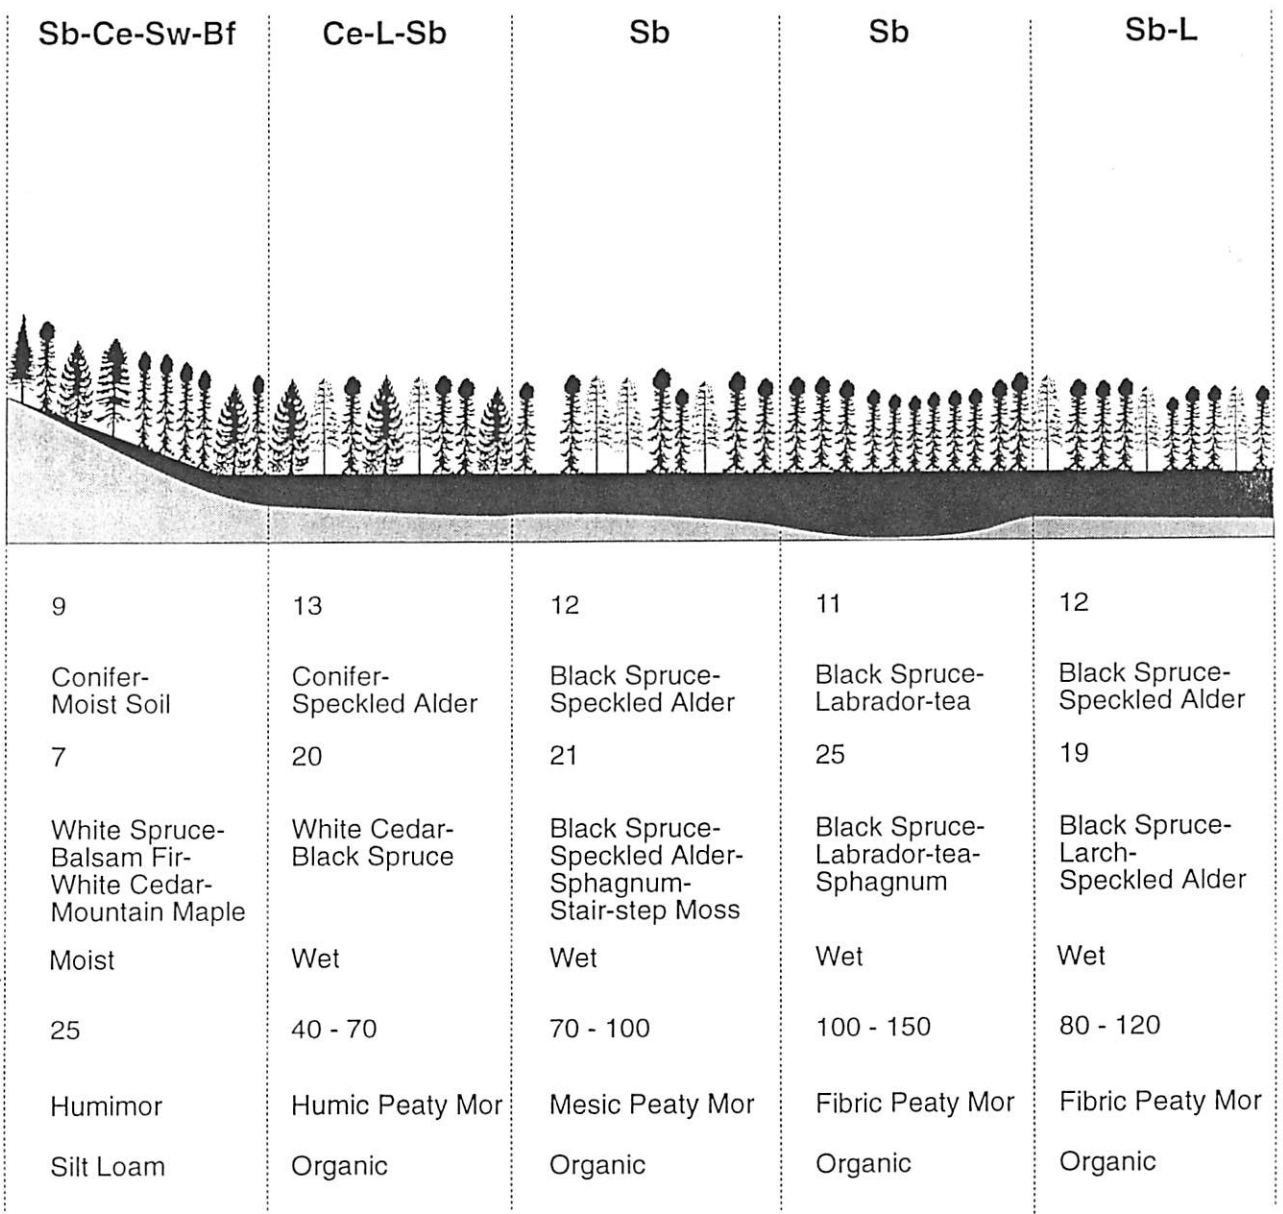 Sb-Ce-Sw-Bf
Ce-L-Sb
Sb
Sb
Sb-L
9
13
12
11
12
Conifer-
Moist Soil
Conifer-
Speckled Alder
Black Spruce-
Speckled Alder
Black Spruce-
Labrador-tea
Black Spruce-
Speckled Alder
7
20
21
25
19
White Spruce-
Balsam Fir-
White Cedar-
Mountain Maple
White Cedar-
Black Spruce
Black Spruce-
Speckled Alder-
Sphagnum-
Stair-step Moss
Black Spruce-
Labrador-tea-
Sphagnum
Black Spruce-
Larch-
Speckled Alder
Moist
Wet
Wet
Wet
Wet
25
40 - 70
70 - 100
100 - 150
80 - 120
Humimor
Humic Peaty Mor
Mesic Peaty Mor
Fibric Peaty Mor
Fibric Peaty Mor
Silt Loam
Organic
Organic
Organic
Organic